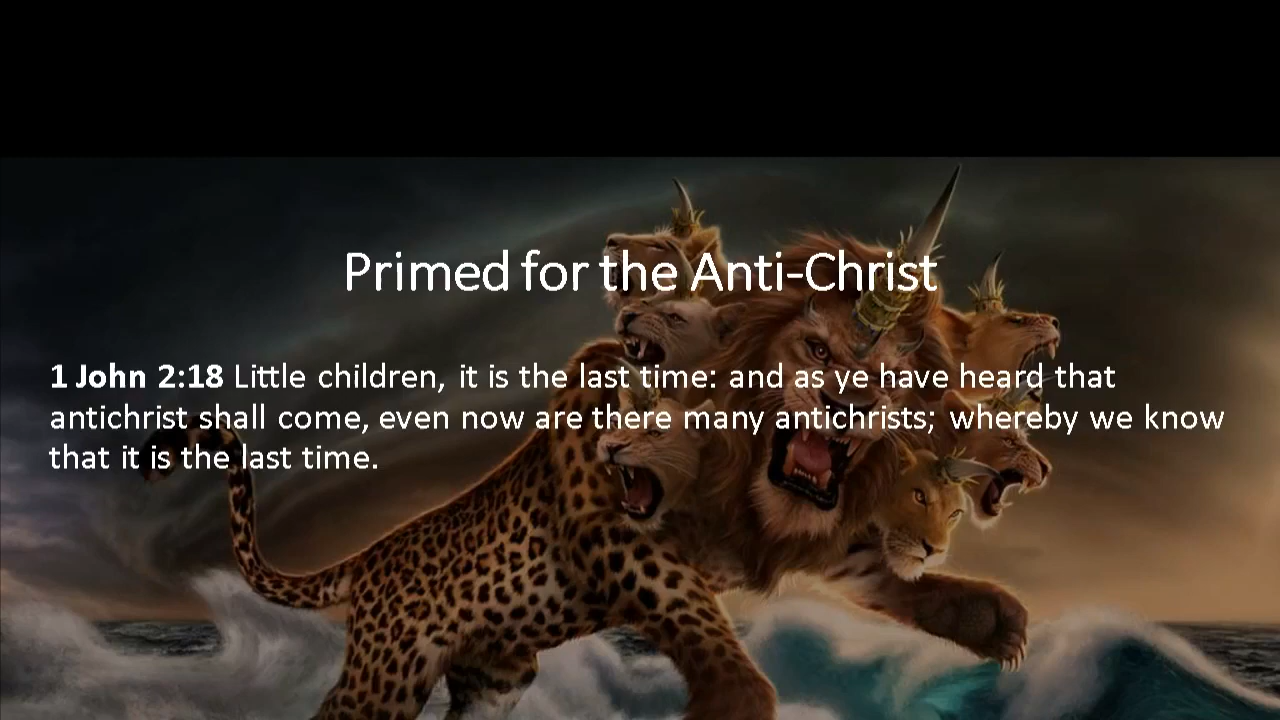 Primed for the Anti-Christ
1 John 2:18 Little children, it is the last time: and as ye have heard that
antichrist shall come, even now are there many antichrists; whereby we know
that it is the last time.